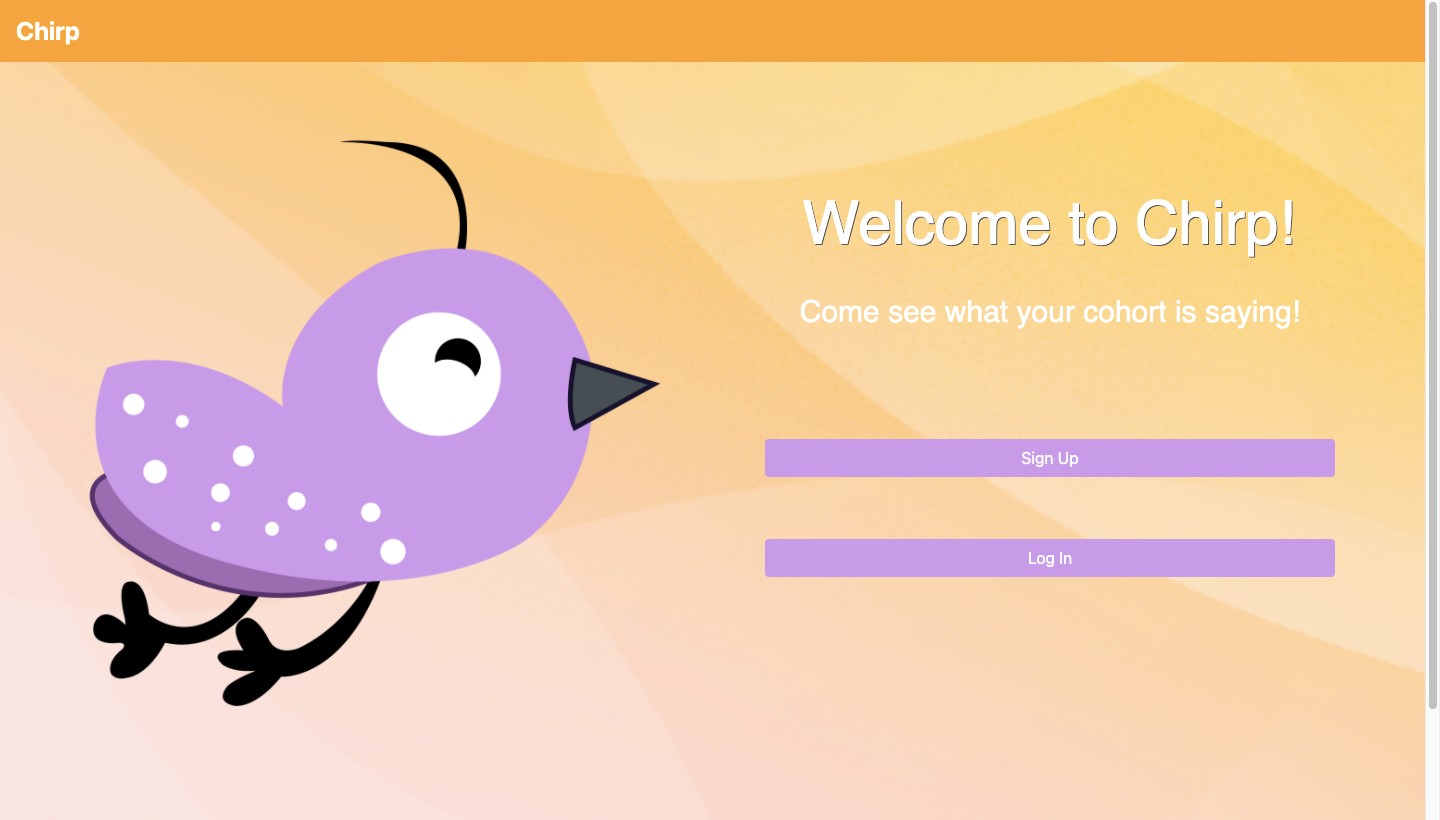 Chirp
Welcome to Chirp!
Come see what your cohort is saying!
Sign Up
Log In